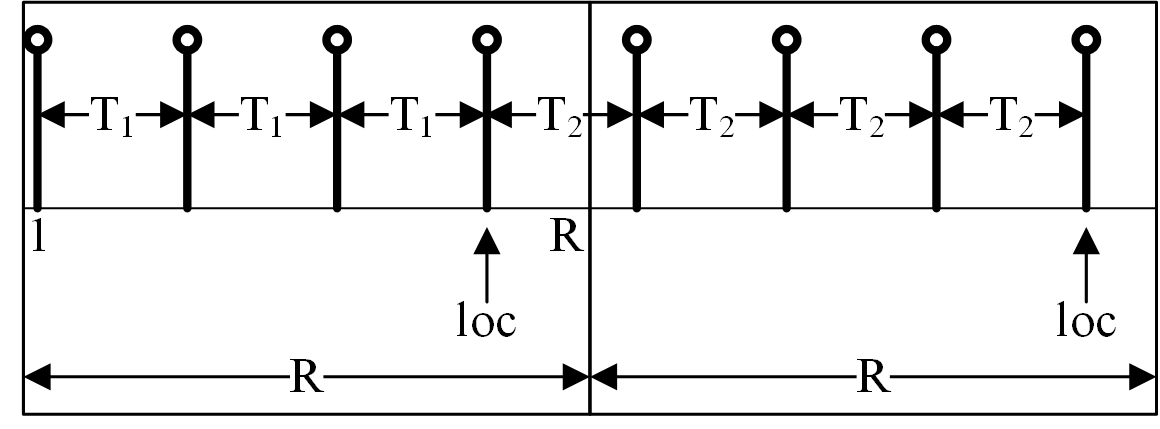 T₁ T₁ T₁ T₂ T₂ T₂ T₂
1 R
loc loc
R R